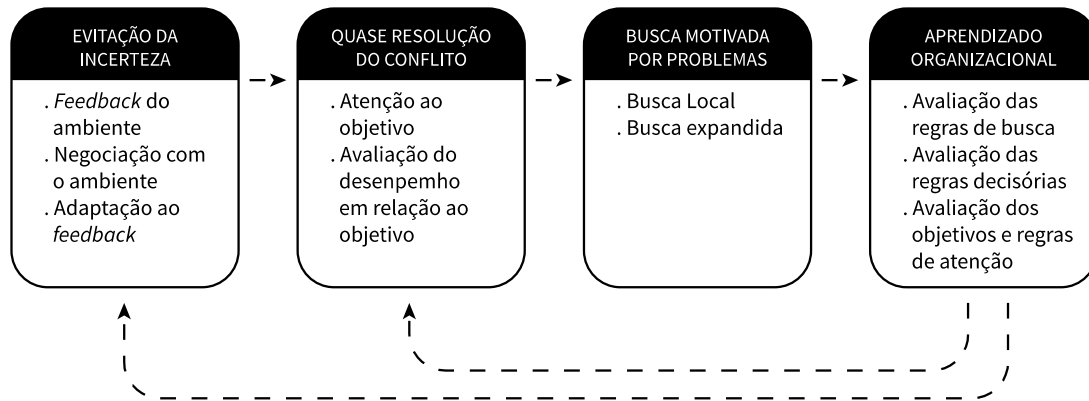 EVITAÇÃO DA
INCERTEZA
. Feedback do
ambiente
. Negociação com
o ambiente
. Adaptação ao
feedback
QUASE RESOLUÇÃO
DO CONFLITO
. Atenção ao
objetivo
. Avaliação do
desenpemho
em relação ao
objetivo
BUSCA MOTIVADA
POR PROBLEMAS
. Busca Local
. Busca expandida
APRENDIZADO
ORGANIZACIONAL
. Avaliação das
regras de busca
. Avaliação das
regras decisórias
. Avaliação dos
objetivos e regras
de atenção